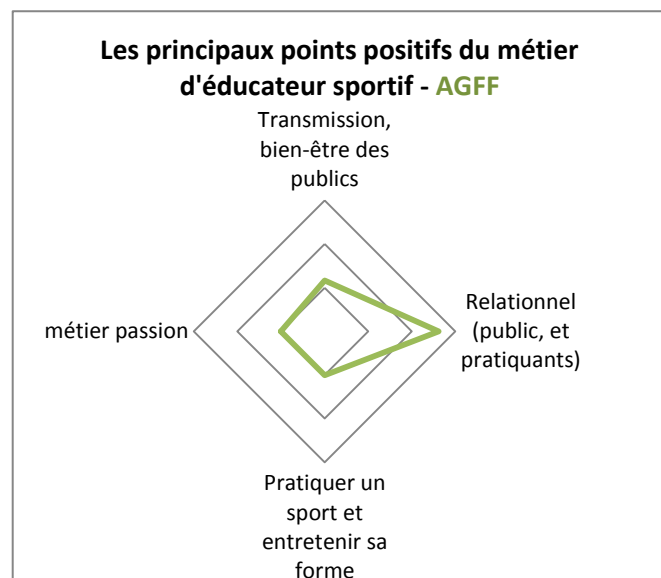 Les principaux points positifs du métier
d'éducateur sportif - AGFF
Transmission,
bien-être des
publics
métier passion
Relationnel
(public, et
pratiquants)
Pratiquer un
sport et
entretenir sa
forme